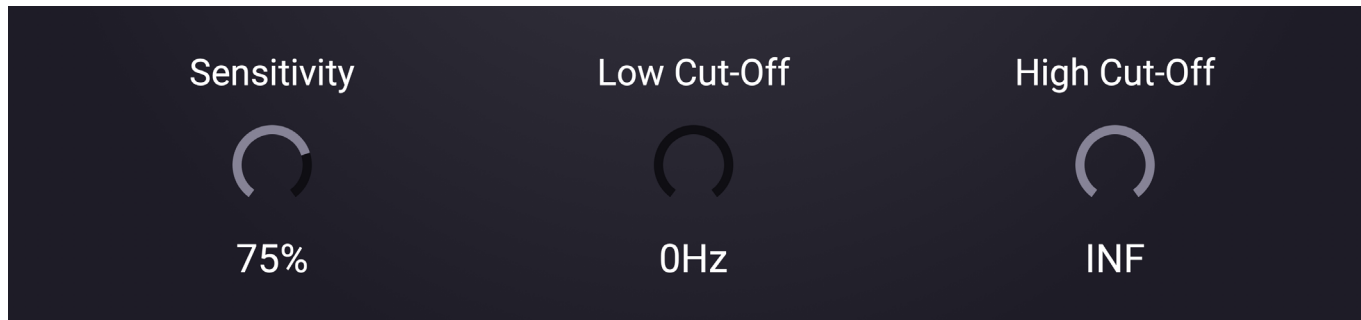 Sensitivity
Low Cut-Off
High Cut-Off
75%
0Hz
INF